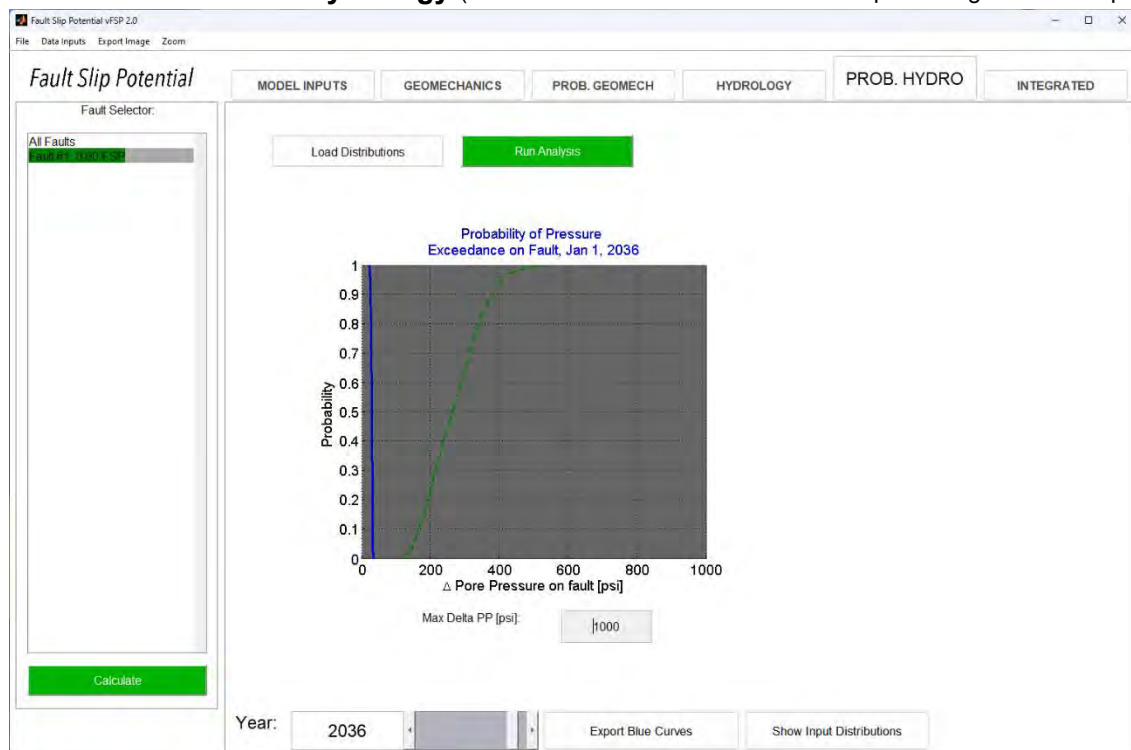 Fault Slip Potential vFSP 2.0
File Data Inputs Export Image Zoom
Fault Slip Potential
MODEL INPUTS GEOMECHANICS PROB. GEOMECH HYDROLOGY PROB. HYDRO INTEGRATED
Fault Selector:
All Faults
Load Distributions Run Analysis
Probability of Pressure
Exceedance on Fault, Jan 1, 2036
1
0.9
0.8
0.7
0.6
0.5
0.4
0.3
0.2
0.1
0
Probability
0 200 400 600 800 1000
Δ Pore Pressure on fault [psi]
Max Delta PP [psi]: 1000
Calculate
Year: 2036 Export Blue Curves Show Input Distributions